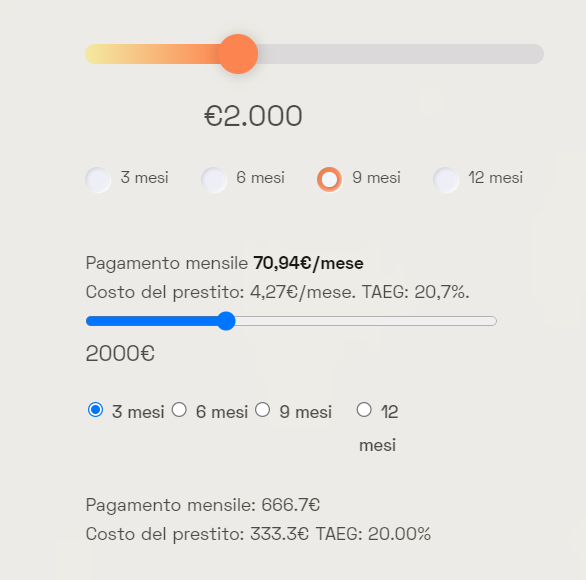 €2.000
3 mesi 6 mesi 9 mesi 12 mesi
Pagamento mensile 70,94€/mese
Costo del prestito: 4,27€/mese. TAEG: 20,7%.
2000€
3 mesi 6 mesi 9 mesi 12
mesi
Pagamento mensile: 666.7€
Costo del prestito: 333.3€ TAEG: 20.00%